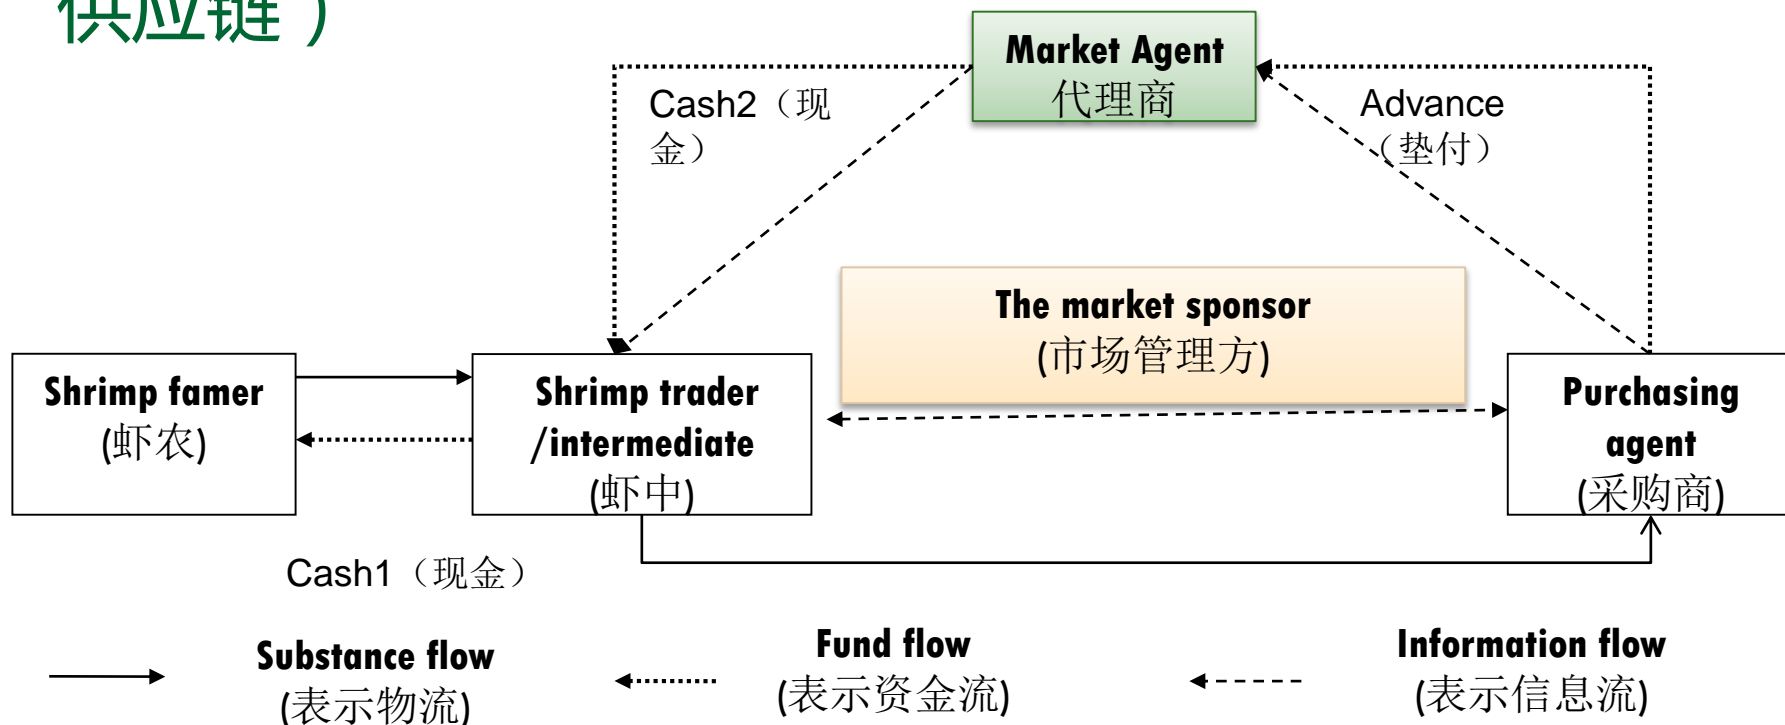 供应链）
Market Agent
代理商
Cash2（现
金）
Advance
（垫付）
The market sponsor
(市场管理方)
Shrimp famer
(虾农)
Shrimp trader
/intermediate
(虾中)
Purchasing
agent
(采购商)
Cash1（现金）
Substance flow
(表示物流)
Fund flow
(表示资金流)
Information flow
(表示信息流)